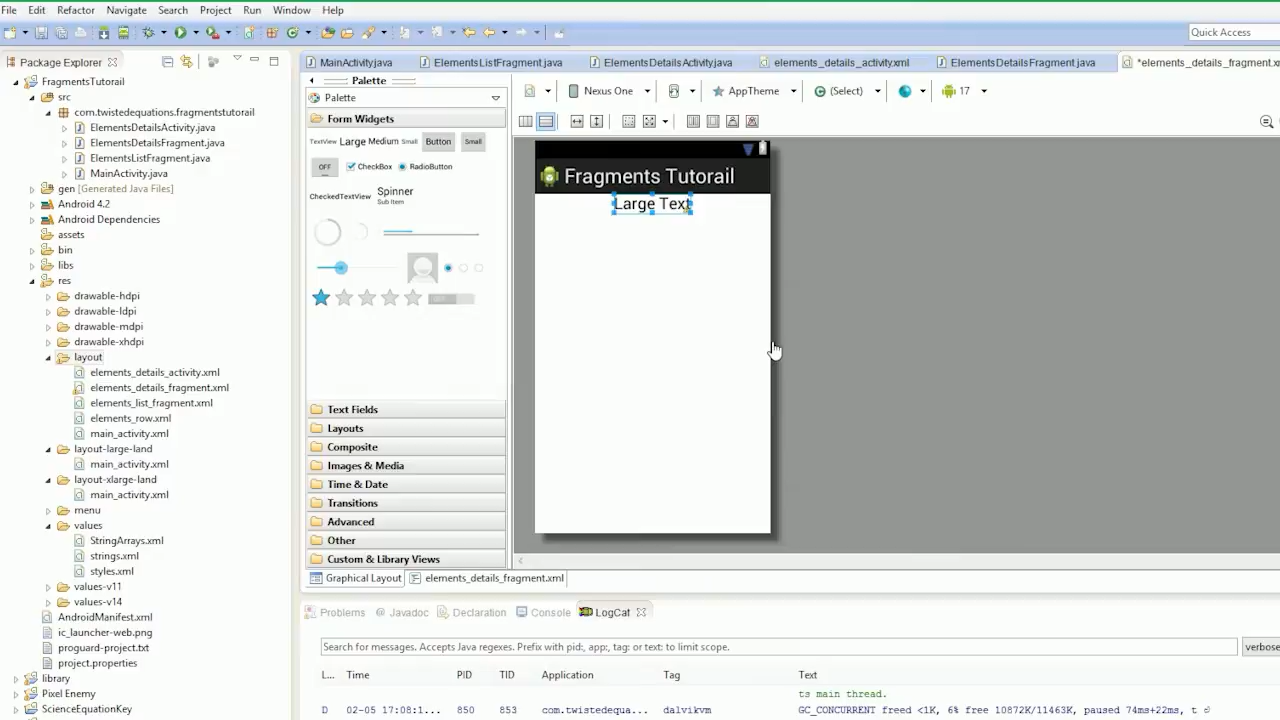 File Edit Refactor Navigate Search Project Run Window Help
Quick Access
Package Explorer
FragmentsTutorail
src
com.twistedequations.fragmentstutorail
ElementsDetailsActivity.java
ElementsDetailsFragment.java
ElementsListFragment.java
MainActivity.java
gen [Generated Java Files]
Android 4.2
Android Dependencies
assets
bin
libs
res
drawable-hdpi
drawable-ldpi
drawable-mdpi
drawable-xhdpi
layout
elements_details_activity.xml
elements_details_fragment.xml
elements_list_fragment.xml
elements_row.xml
main_activity.xml
layout-large-land
main_activity.xml
layout-xlarge-land
main_activity.xml
menu
values
StringArrays.xml
strings.xml
styles.xml
values-v11
values-v14
AndroidManifest.xml
ic_launcher-web.png
proguard-project.txt
project.properties
library
Pixel Enemy
ScienceEquationKey
MainActivity.java ElementsListFragment.java ElementsDetailsActivity.java elements_details_activity.xml ElementsDetailsFragment.java *elements_details_fragment.x
Palette
Palette
Form Widgets
TextView Large Medium Small Button Small
OFF CheckBox RadioButton
CheckedTextView Spinner
Sub Item
Text Fields
Layouts
Composite
Images & Media
Time & Date
Transitions
Advanced
Other
Custom & Library Views
Nexus One AppTheme (Select) 17
Fragments Tutorail
Large Text
Graphical Layout elements_details_fragment.xml
Problems Javadoc Declaration Console LogCat
Search for messages. Accepts Java regexes. Prefix with pid:, app:, tag: or text: to limit scope.
verbose
L... Time PID TID Application Tag Text
ts main thread.
D 02-05 17:08:1... 850 853 com.twistedequa... dalvikvm GC_CONCURRENT freed <1K, 6% free 10872K/11463K, paused 74ms+22ms, t